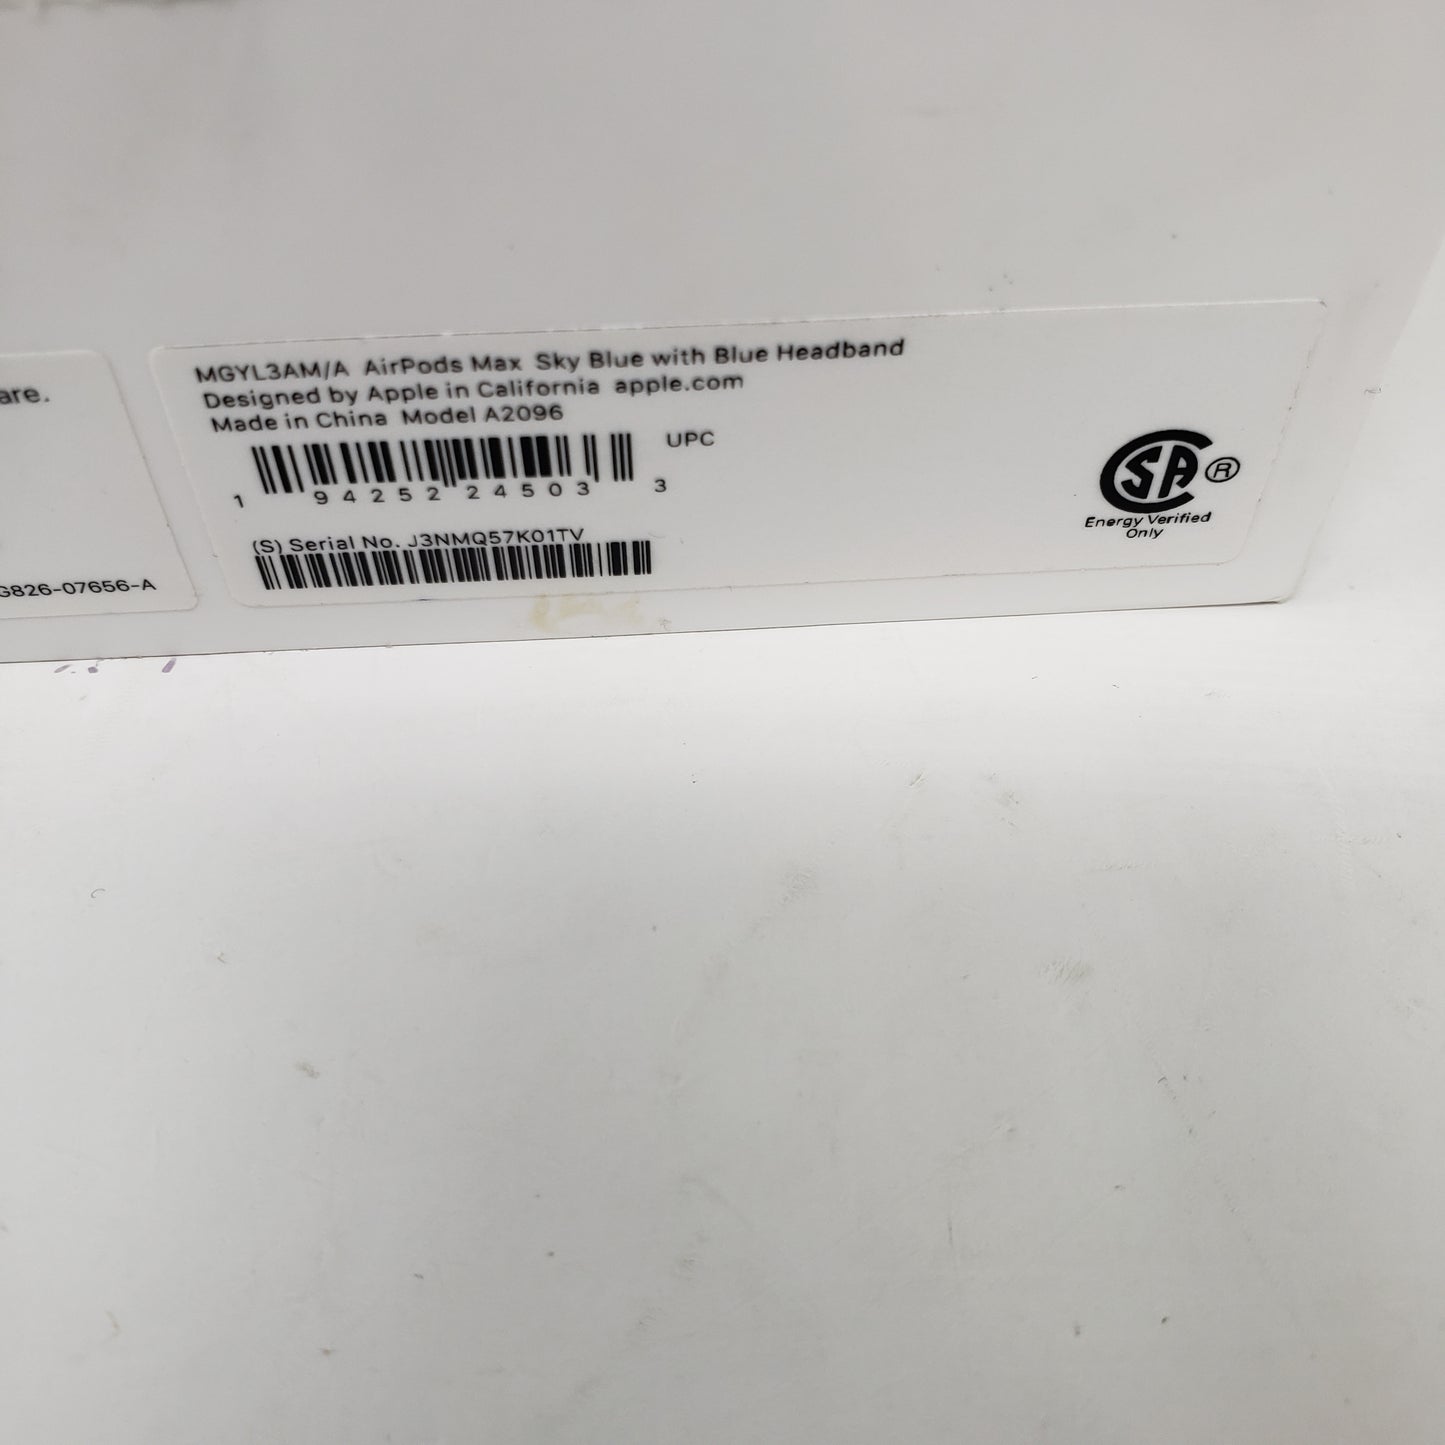 are.
G826-07656-A
MGYL3AM/A AirPods Max Sky Blue with Blue Headband
Designed by Apple in California apple.com
Made in China Model A2096
UPC
1 94252 24503 3
(S) Serial No. J3NMQ57K01TV
CSA ®
Energy Verified
Only